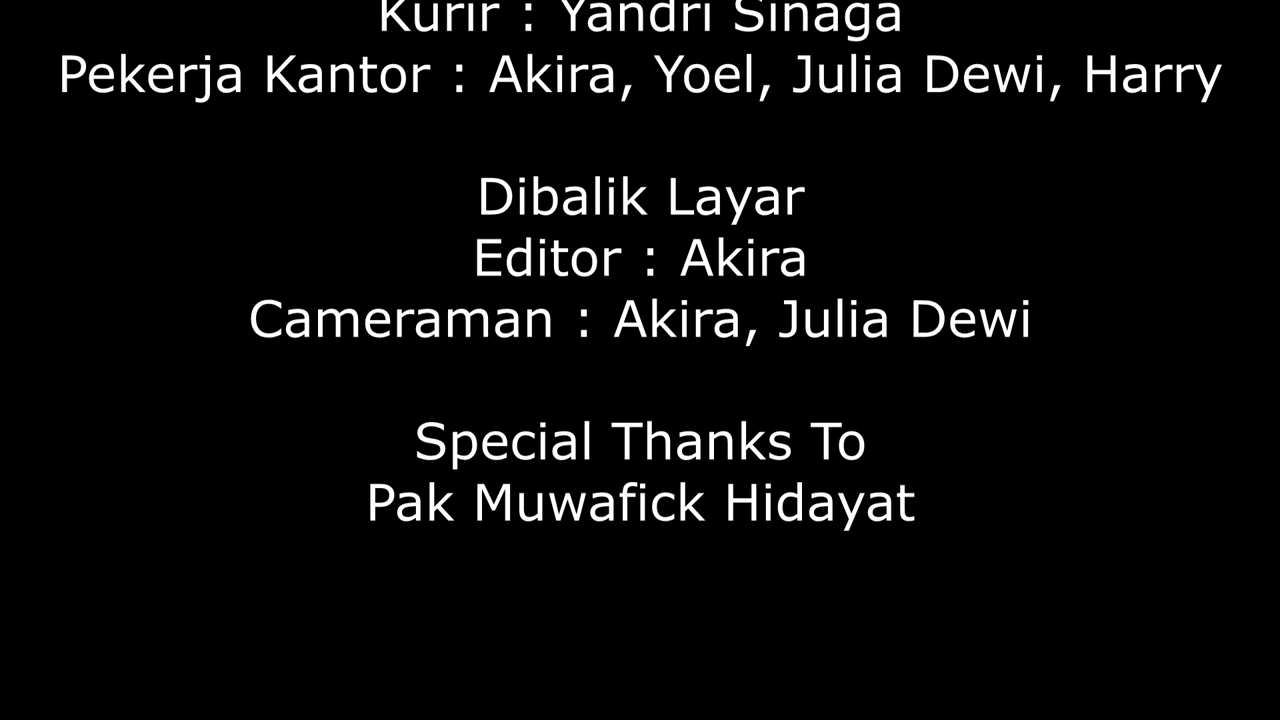 Kurir : Yandri Sinaga
Pekerja Kantor : Akira, Yoel, Julia Dewi, Harry
Dibalik Layar
Editor : Akira
Cameraman : Akira, Julia Dewi
Special Thanks To
Pak Muwafick Hidayat